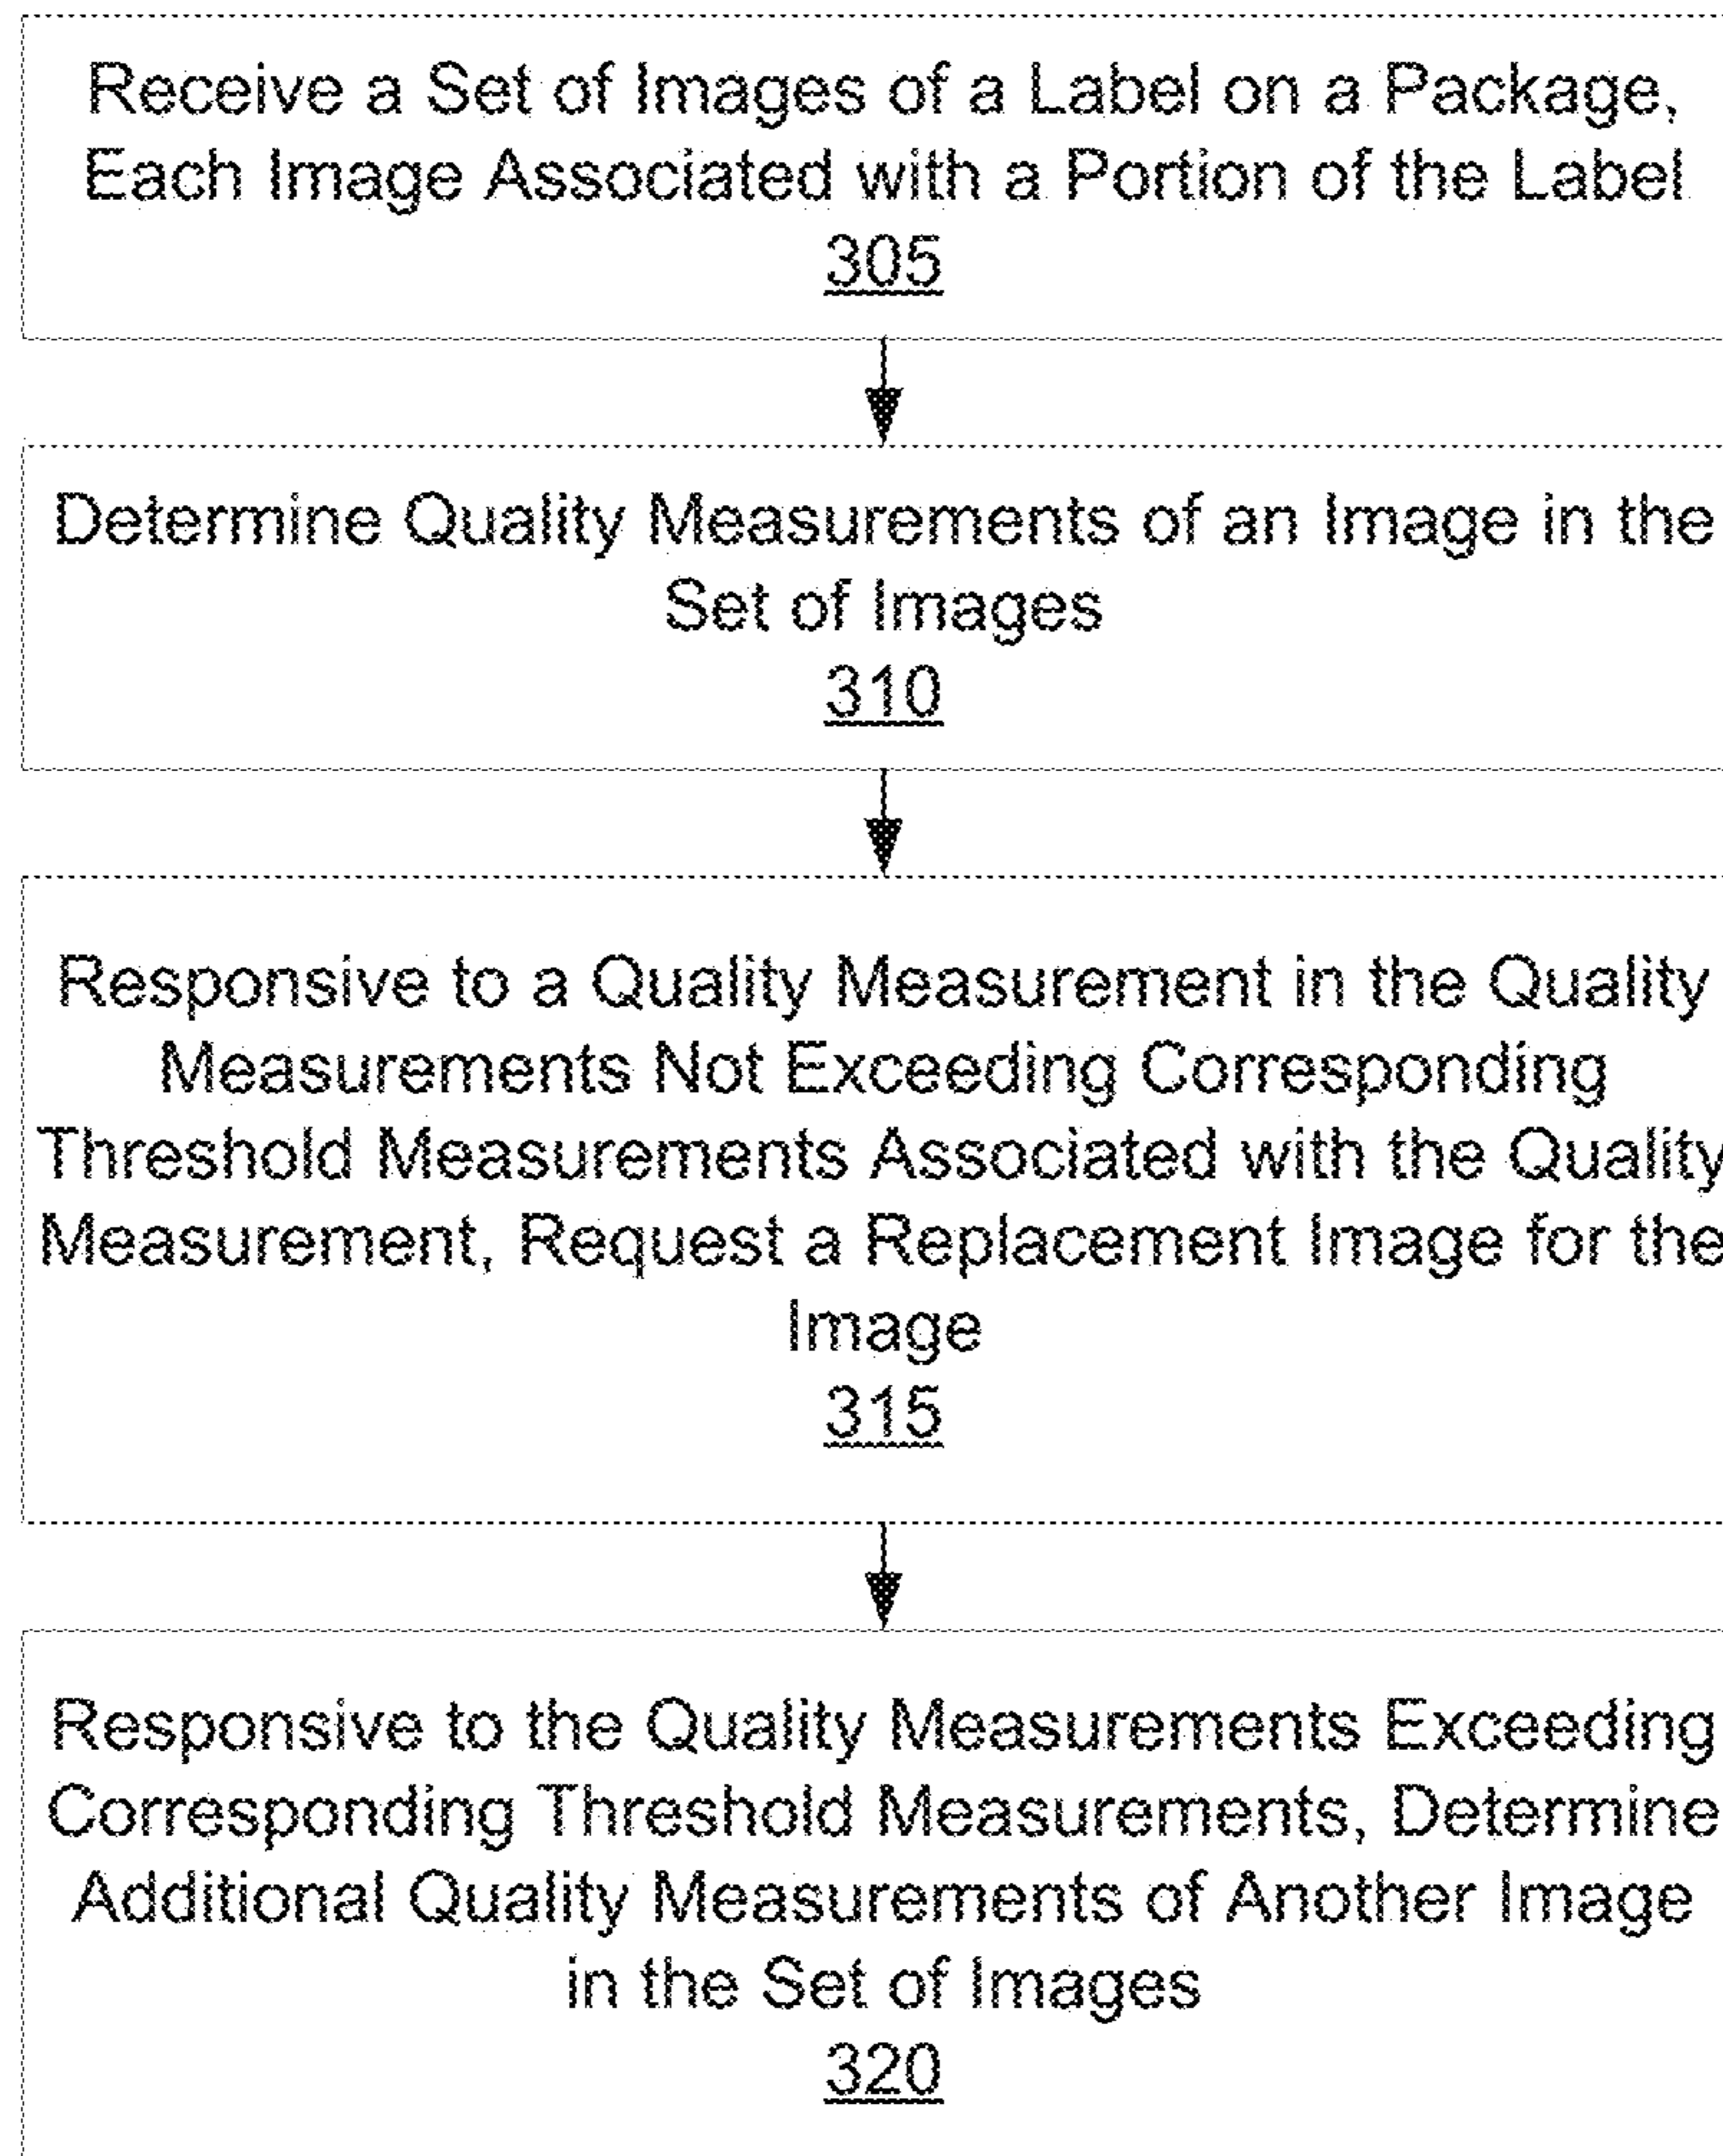 Receive a Set of Images of a Label on a Package,
Each Image Associated with a Portion of the Label
305
Determine Quality Measurements of an Image in the
Set of Images
310
Responsive to a Quality Measurement in the Quality
Measurements Not Exceeding Corresponding
Threshold Measurements Associated with the Quality
Measurement, Request a Replacement Image for the
Image
315
Responsive to the Quality Measurements Exceeding
Corresponding Threshold Measurements, Determine
Additional Quality Measurements of Another Image
in the Set of Images
320